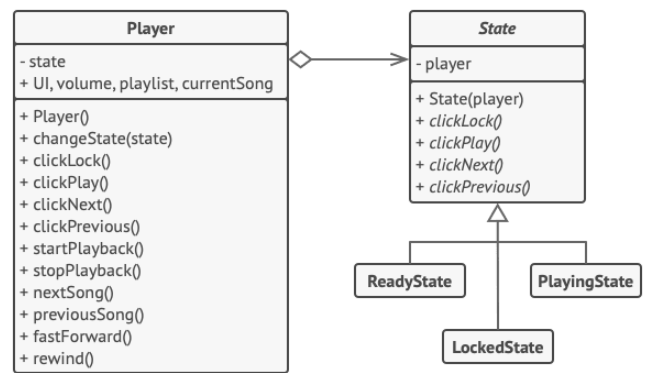 Player
- state
+ UI, volume, playlist, currentSong
+ Player()
+ changeState(state)
+ clickLock()
+ clickPlay()
+ clickNext()
+ clickPrevious()
+ startPlayback()
+ stopPlayback()
+ nextSong()
+ previousSong()
+ fastForward()
+ rewind()
State
- player
+ State(player)
+ clickLock()
+ clickPlay()
+ clickNext()
+ clickPrevious()
ReadyState
PlayingState
LockedState